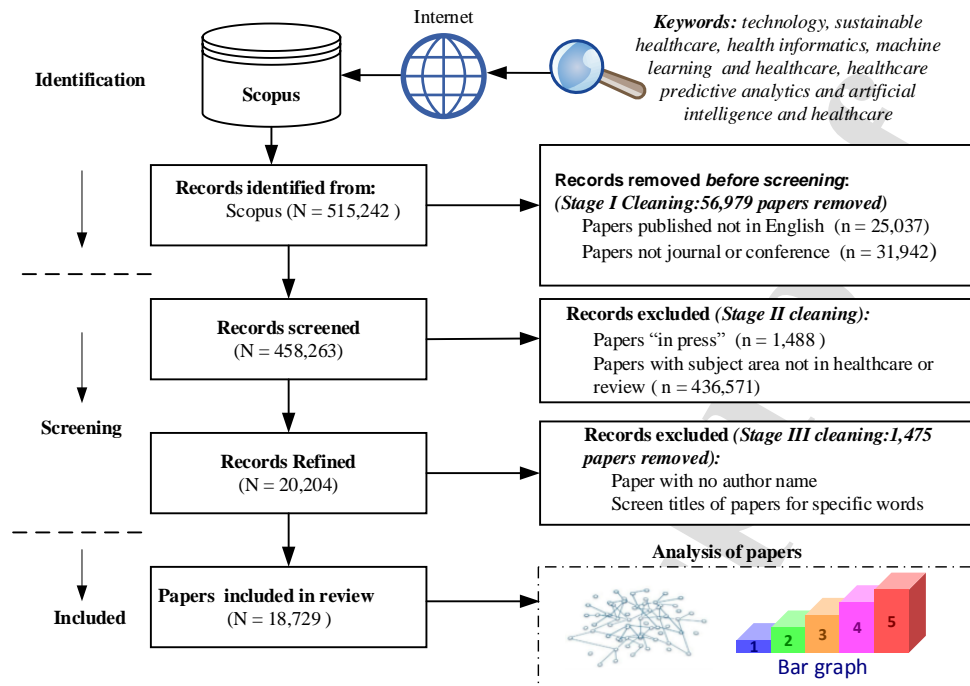 Internet
Keywords: technology, sustainable
healthcare, health informatics, machine
learning and healthcare, healthcare
predictive analytics and artificial
intelligence and healthcare
Identification
Scopus
Records identified from:
Scopus (N = 515,242 )
Records removed before screening:
(Stage I Cleaning:56,979 papers removed)
Papers published not in English (n = 25,037)
Papers not journal or conference (n = 31,942)
Records screened
(N = 458,263)
Records excluded (Stage II cleaning):
Papers “in press” (n = 1,488 )
Papers with subject area not in healthcare or
review ( n = 436,571)
Screening
Records Refined
(N = 20,204)
Records excluded (Stage III cleaning:1,475
papers removed):
Paper with no author name
Screen titles of papers for specific words
Included
Papers included in review
(N = 18,729 )
Analysis of papers
1
2
3
4
5
Bar graph